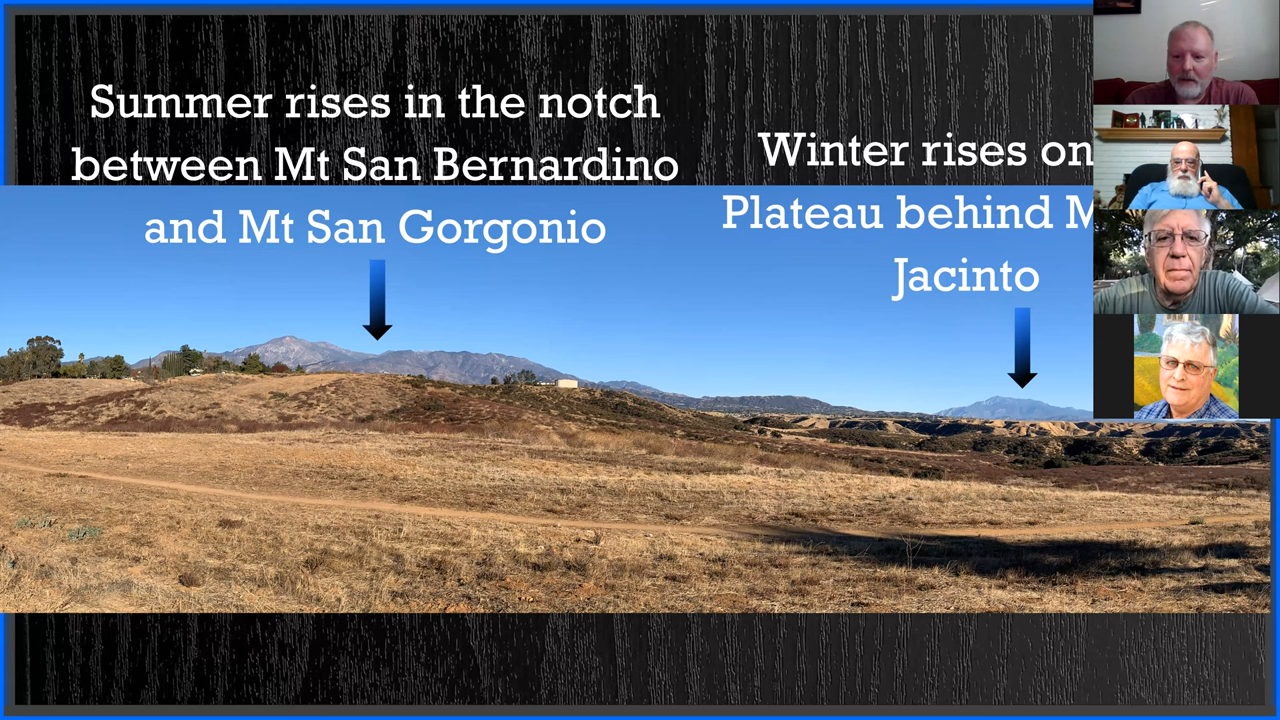 Summer rises in the notch
between Mt San Bernardino
and Mt San Gorgonio
Winter rises on
Plateau behind
Jacinto